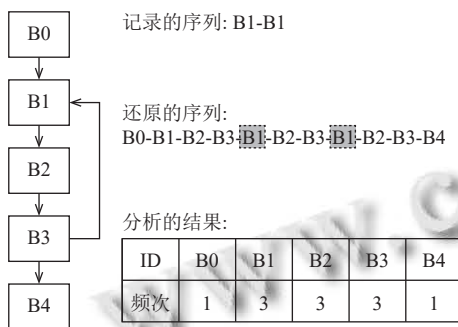 B0
B1
B2
B3
B4
记录的序列: B1-B1
还原的序列:
B0-B1-B2-B3-B1-B2-B3-B1-B2-B3-B4
分析的结果:
ID B0 B1 B2 B3 B4
频次 1 3 3 3 1
www.c